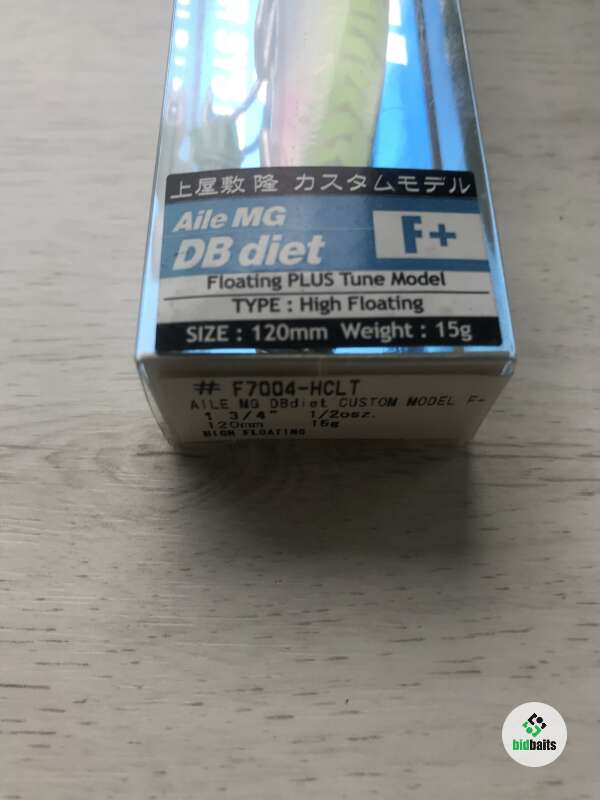 上屋敷 隆 カスタムモデル
Aile MG
DB diet
F+
Floating PLUS Tune Model
TYPE : High Floating
SIZE : 120mm Weight : 15g
# F7004-HCLT
AILE MG DBdiet CUSTOM MODEL F-
3/4" 1/2osz.
120mm 15g
HIGH FLOATING
bidbaits